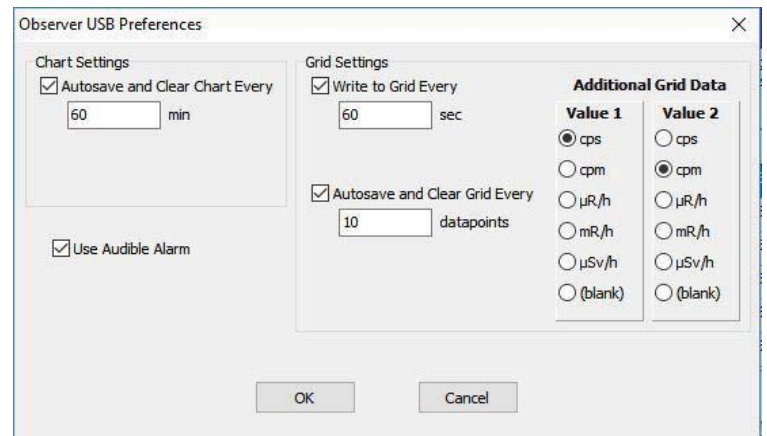 Observer USB Preferences
Chart Settings
Autosave and Clear Chart Every
60 min
Use Audible Alarm
Grid Settings
Write to Grid Every
60 sec
Autosave and Clear Grid Every
10 datapoints
Additional Grid Data
Value 1 Value 2
cps cps
cpm cpm
µR/h µR/h
mR/h mR/h
µSv/h µSv/h
(blank) (blank)
OK Cancel